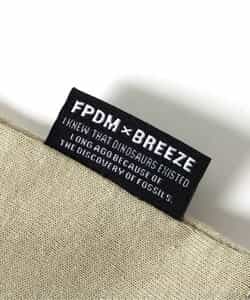 FPDM×BREEZE
I KNEW THAT DINOSAURS EXISTED
LONG AGO BECAUSE OF
THE DISCOVERY OF FOSSILS.